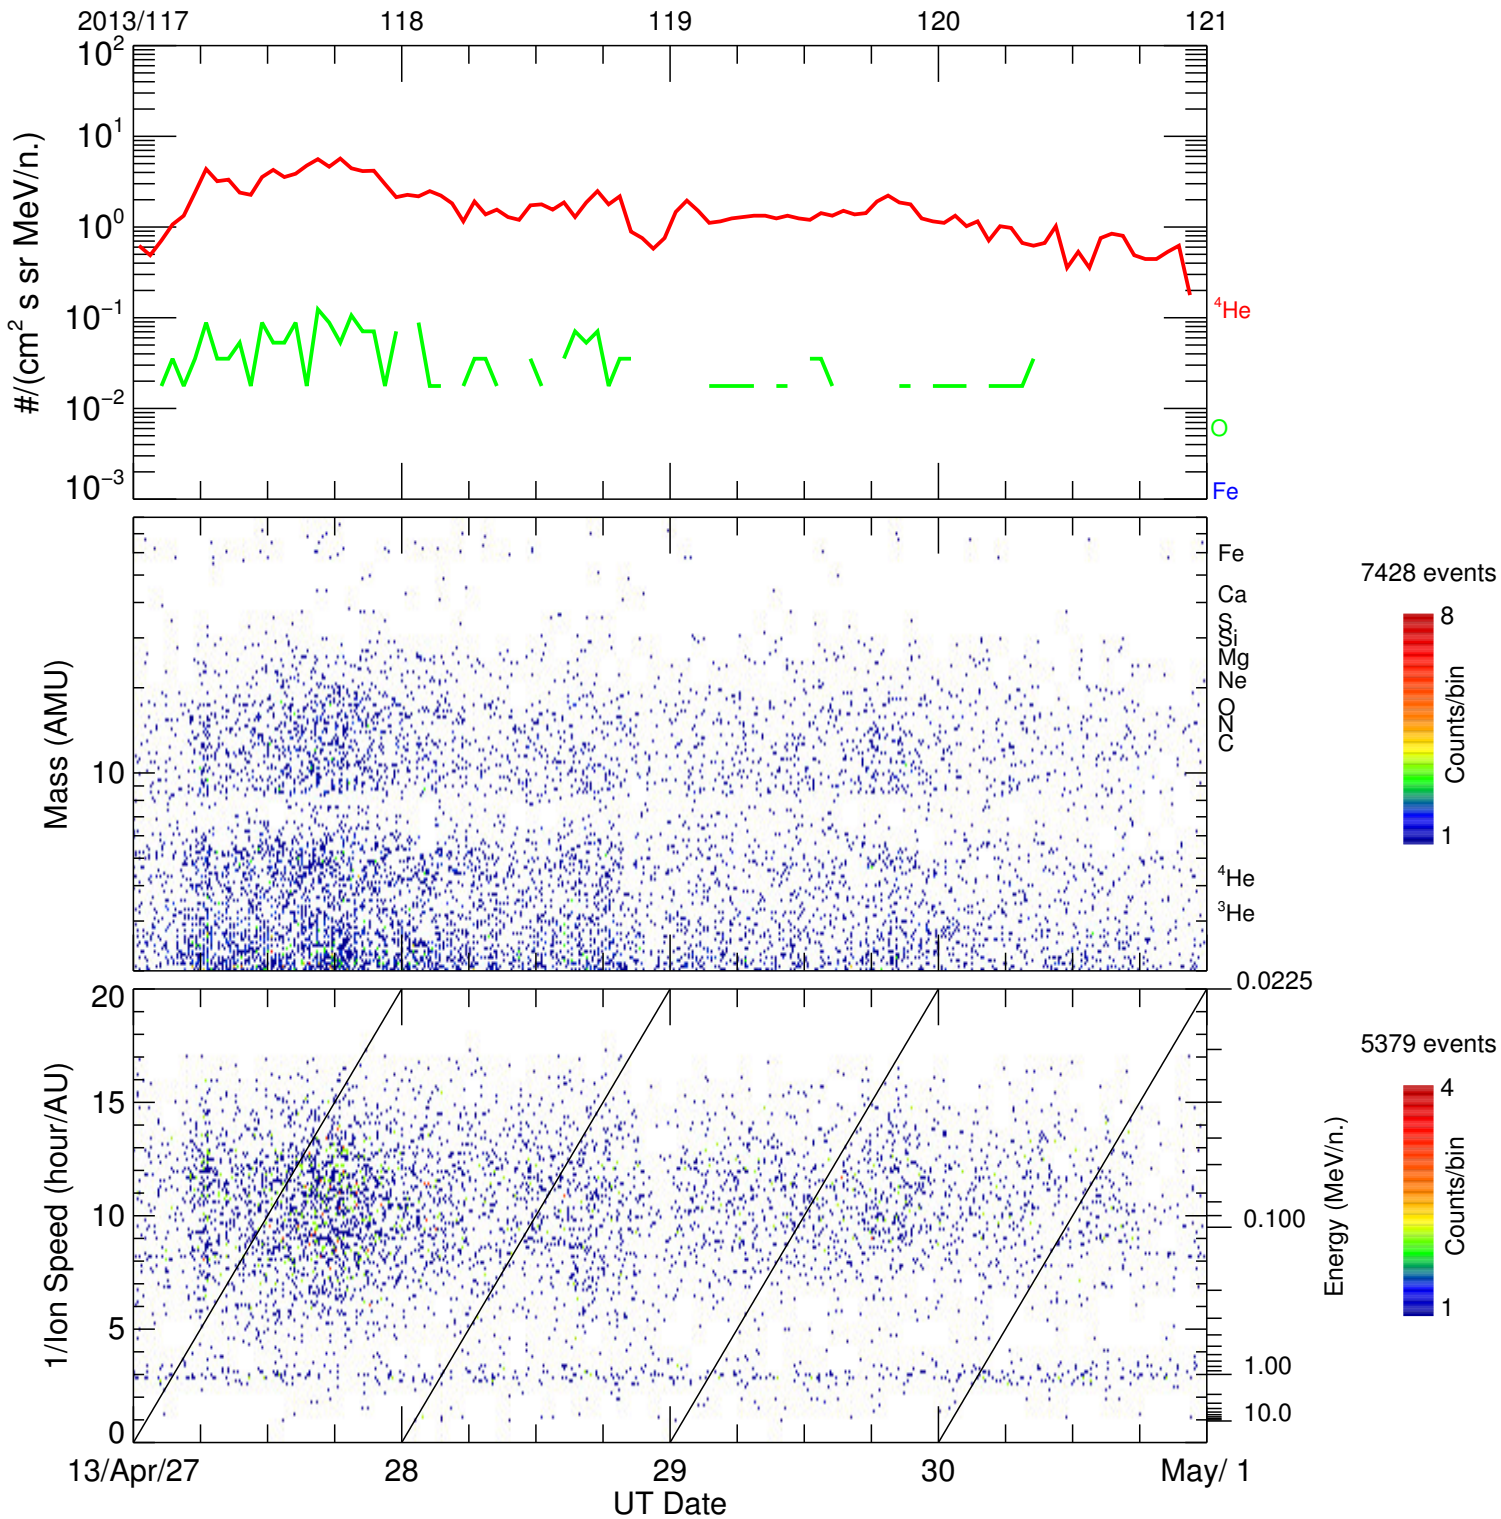 2013/117 118 119 120 121
10²
10¹
10⁰
10⁻¹
10⁻²
10⁻³
#/(cm² s sr MeV/n.)
⁴He
O
Fe
Mass (AMU)
10
Fe
Ca
S
Si
Mg
Ne
O
N
C
⁴He
³He
7428 events
8
Counts/bin
1
1/Ion Speed (hour/AU)
20
15
10
5
0
0.0225
0.100
1.00
10.0
Energy (MeV/n.)
5379 events
4
Counts/bin
1
13/Apr/27 28 29 30 May/ 1
UT Date